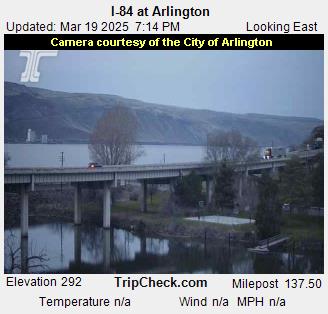 I-84 at Arlington
Updated: Mar 19 2025 7:14 PM Looking East
Camera courtesy of the City of Arlington
Elevation 292 TripCheck.com Milepost 137.50
Temperature n/a Wind n/a MPH n/a